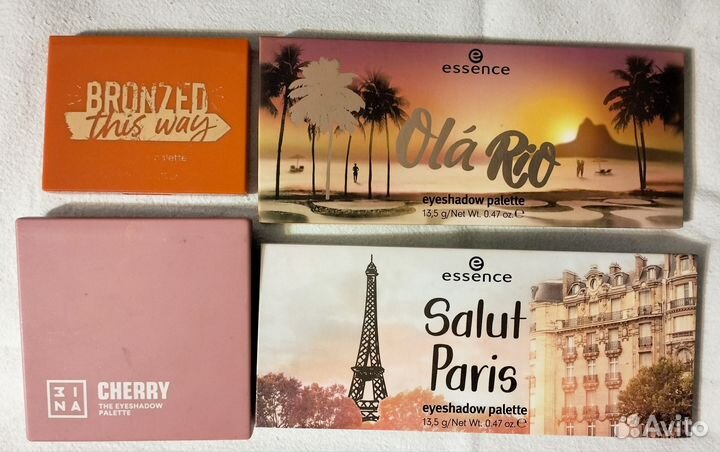 BRONZED
this way
lette
essence
Olá Rio
eyeshadow palette
13,5 g/Net Wt. 0.47 oz. ℮
3INA
CHERRY
THE EYESHADOW
PALETTE
essence
Salut
Paris
eyeshadow palette
13,5 g/Net Wt. 0.47 oz. ℮
Avito